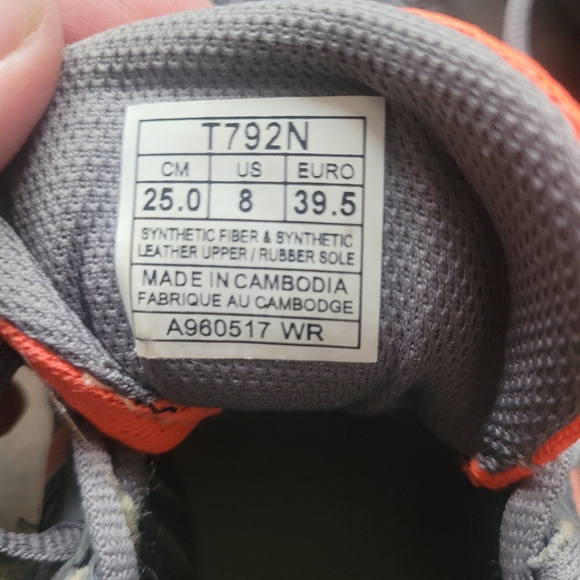 T792N
CM US EURO
25.0 8 39.5
SYNTHETIC FIBER & SYNTHETIC
LEATHER UPPER / RUBBER SOLE
MADE IN CAMBODIA
FABRIQUE AU CAMBODGE
A960517 WR